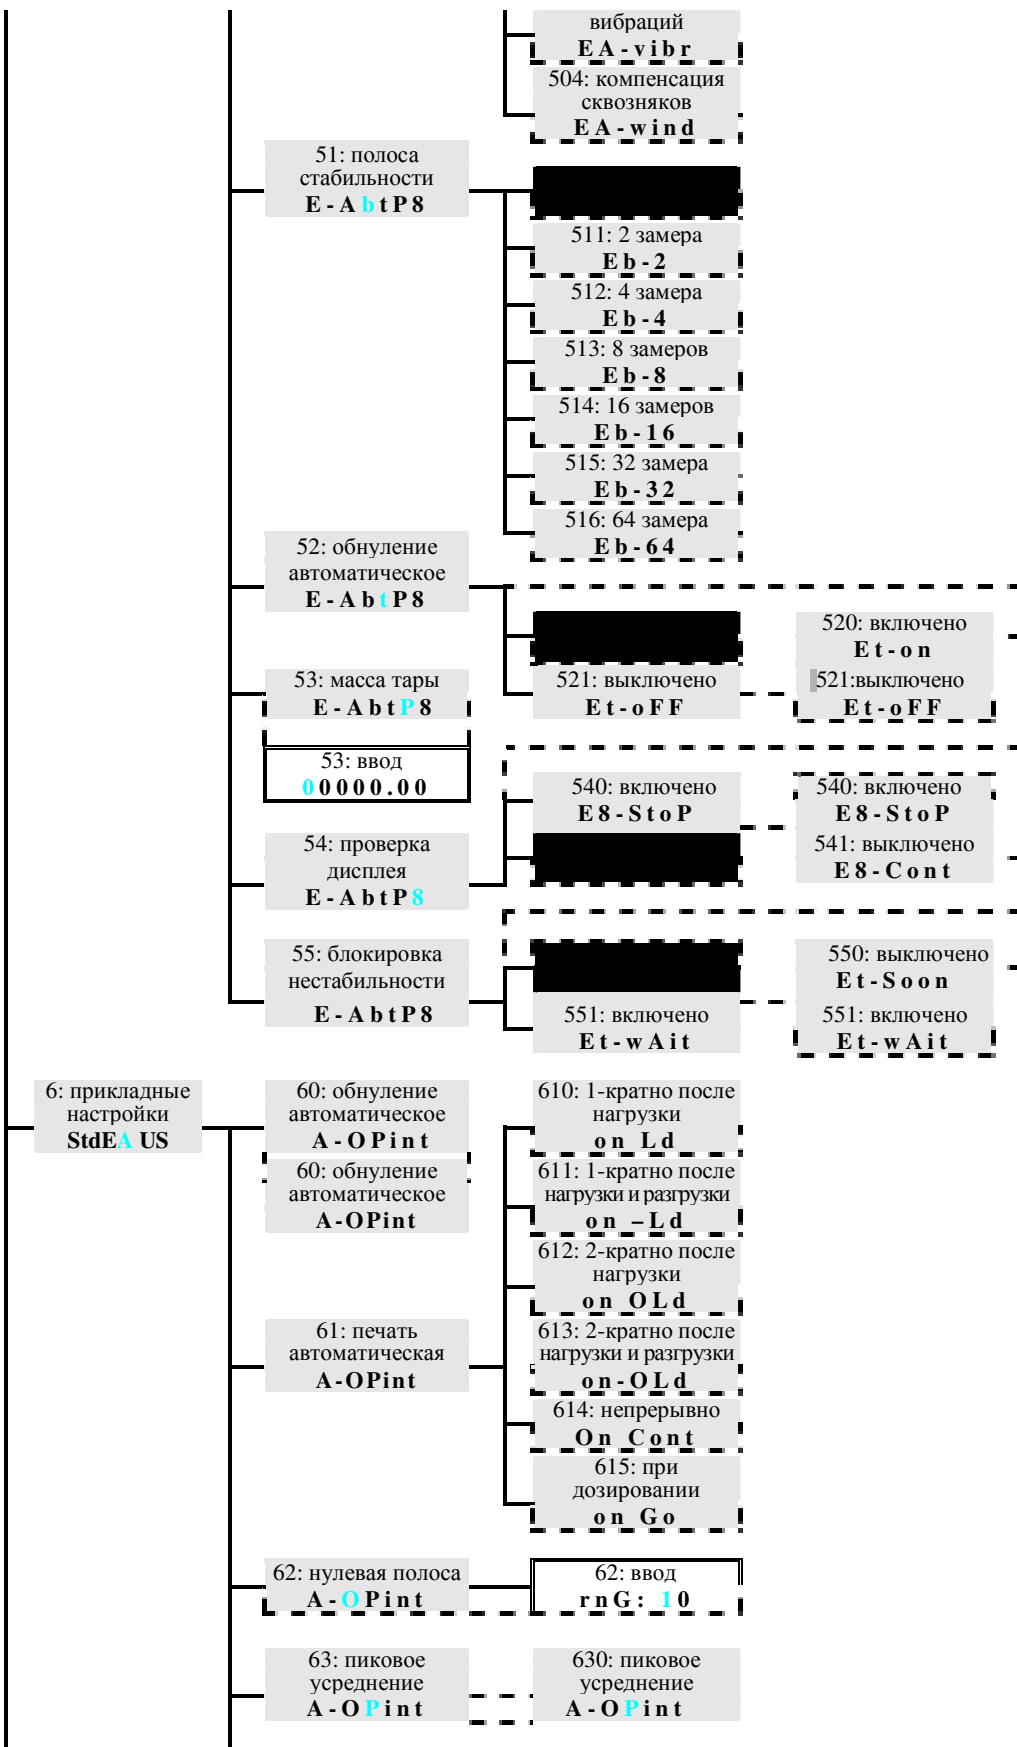 вибраций
EA-vibr
504: компенсация
сквозняков
EA-wind
51: полоса
стабильности
E-AbtP8
511: 2 замера
Eb-2
512: 4 замера
Eb-4
513: 8 замеров
Eb-8
514: 16 замеров
Eb-16
515: 32 замера
Eb-32
516: 64 замера
Eb-64
52: обнуление
автоматическое
E-AbtP8
520: включено
Et-on
521: выключено
Et-oFF
521:выключено
Et-oFF
53: масса тары
E-AbtP8
53: ввод
00000.00
540: включено
E8-StoP
540: включено
E8-StoP
54: проверка
дисплея
E-AbtP8
541: выключено
E8-Cont
55: блокировка
нестабильности
E-AbtP8
550: выключено
Et-Soon
551: включено
Et-wAit
551: включено
Et-wAit
6: прикладные
настройки
StdEA US
60: обнуление
автоматическое
A-OPint
60: обнуление
автоматическое
A-OPint
610: 1-кратно после
нагрузки
on Ld
611: 1-кратно после
нагрузки и разгрузки
on –Ld
612: 2-кратно после
нагрузки
on OLd
61: печать
автоматическая
A-OPint
613: 2-кратно после
нагрузки и разгрузки
on-OLd
614: непрерывно
On Cont
615: при
дозировании
on Go
62: нулевая полоса
A-OPint
62: ввод
rnG: 10
63: пиковое
усреднение
A-OPint
630: пиковое
усреднение
A-OPint